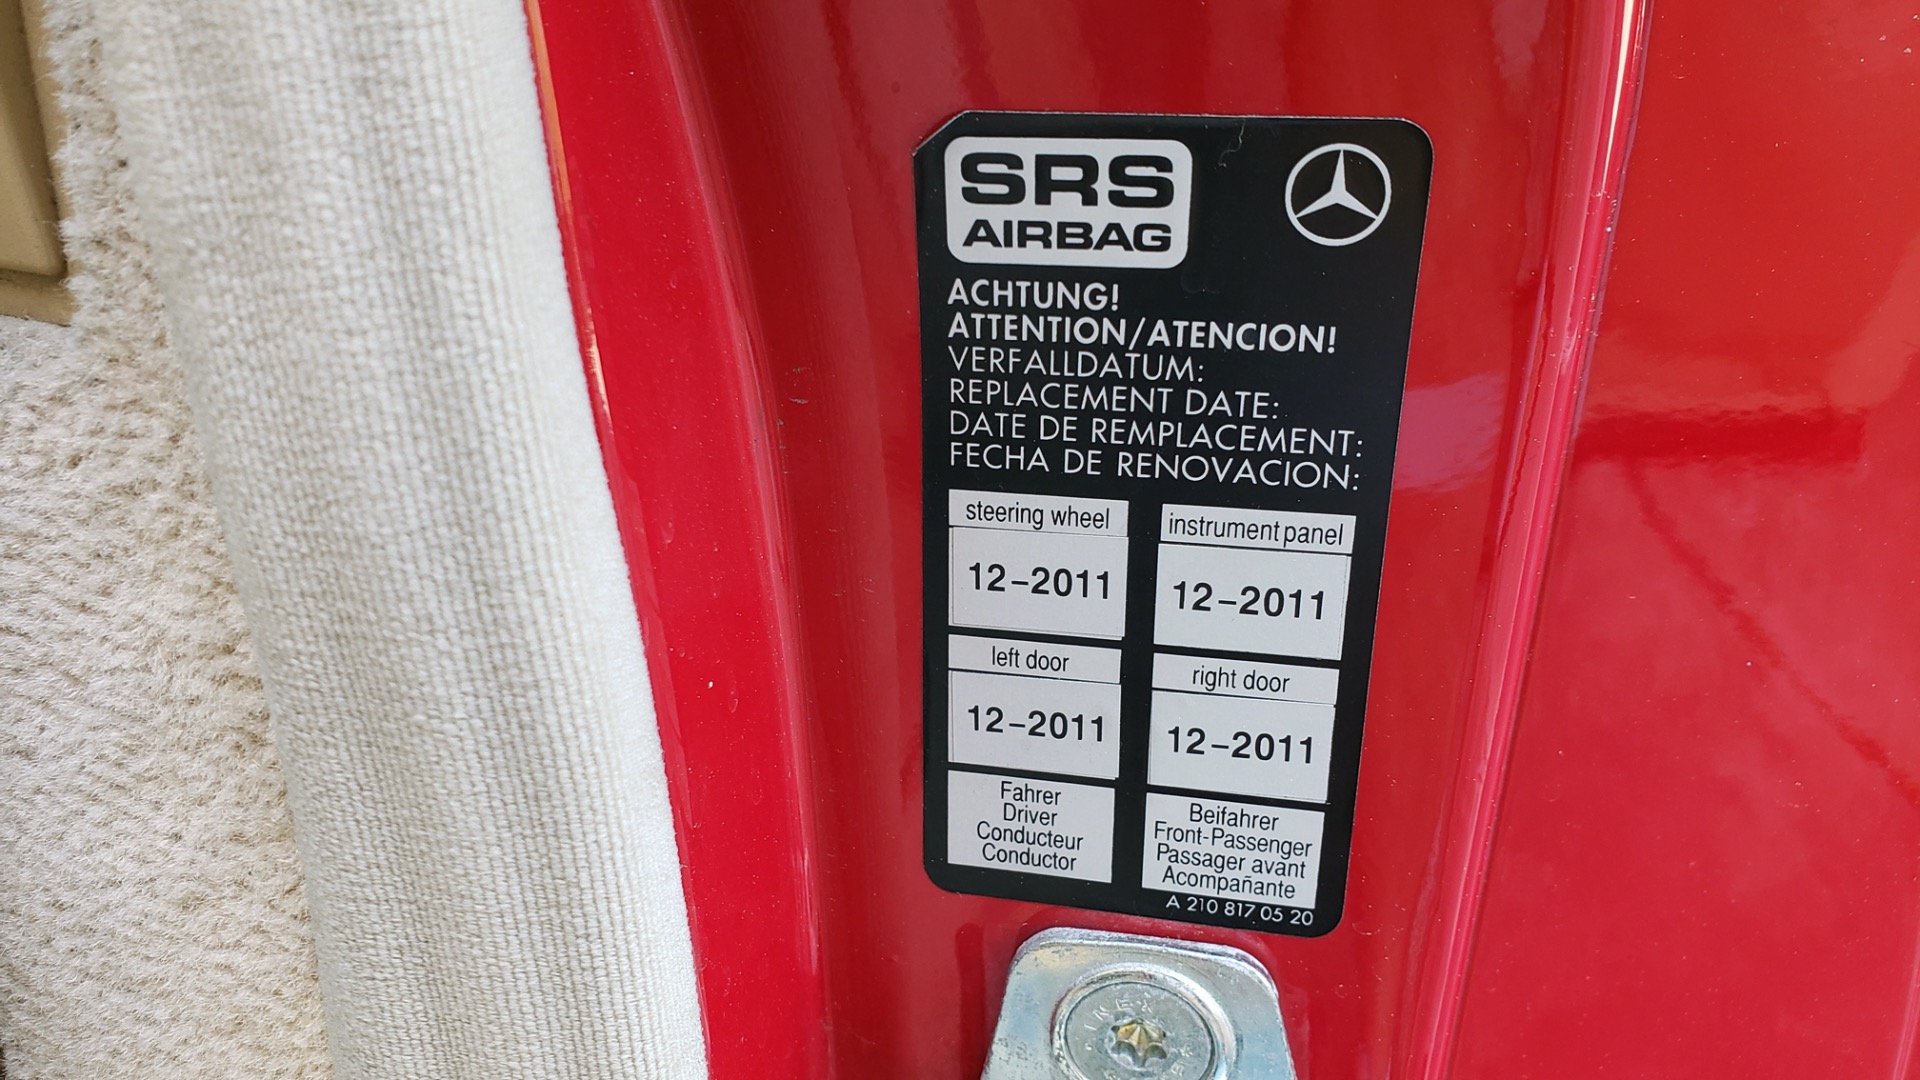 SRS
AIRBAG
ACHTUNG!
ATTENTION/ATENCION!
VERFALLDATUM:
REPLACEMENT DATE:
DATE DE REMPLACEMENT:
FECHA DE RENOVACION:
steering wheel
12-2011
instrument panel
12-2011
left door
12-2011
right door
12-2011
Fahrer
Driver
Conducteur
Conductor
Beifahrer
Front-Passenger
Passager avant
Acompañante
A 210 817 05 20